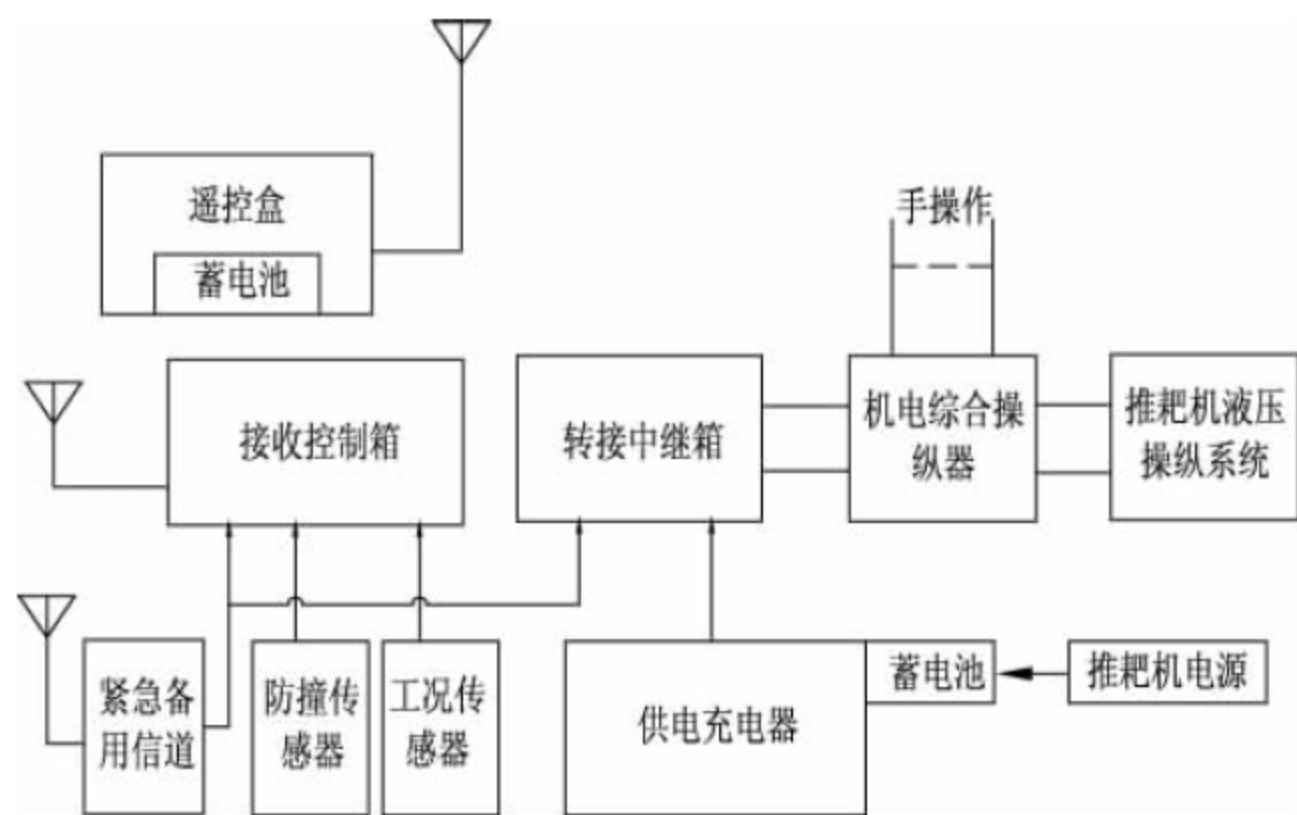 遥控盒
蓄电池
手操作
接收控制箱
转接中继箱
机电综合操
纵器
推耙机液压
操纵系统
紧急备
用信道
防撞传
感器
工况传
感器
供电充电器
蓄电池
推耙机电源